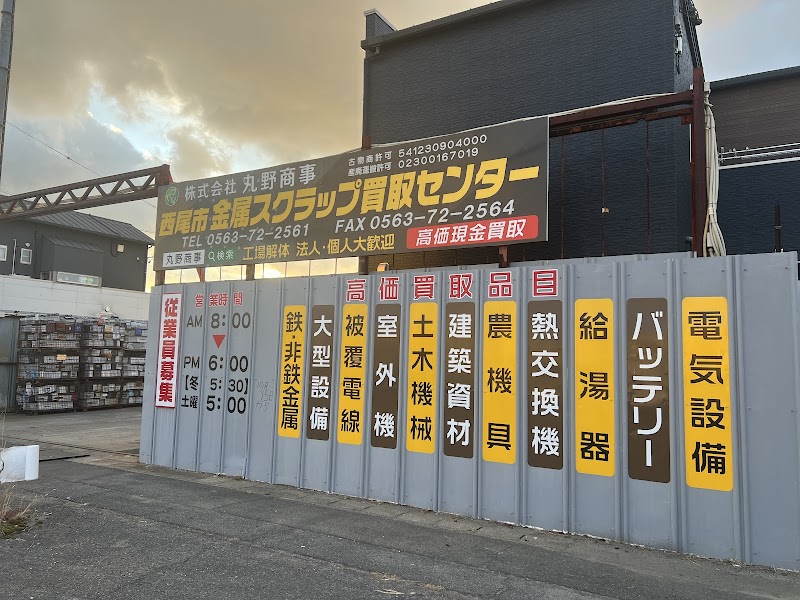 株式会社 丸野商事
古物商許可 541230904000
産廃運搬許可 02300167019
西尾市 金属スクラップ買取センター
TEL 0563-72-2561 FAX 0563-72-2564
丸野商事 検索 工場解体 法人・個人大歓迎 高価現金買取
従業員募集
営業時間
AM 8:00
▼
PM 6:00
【冬 5:30】
土曜 5:00
高価買取品目
鉄・非鉄金属
大型設備
被覆電線
室外機
土木機械
建築資材
農機具
熱交換機
給湯器
バッテリー
電気設備